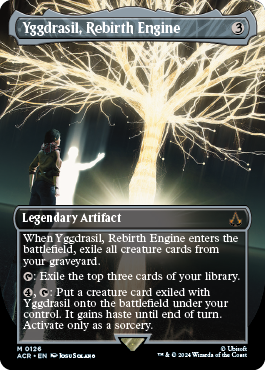 Yggdrasil, Rebirth Engine 3
Legendary Artifact
When Yggdrasil, Rebirth Engine enters the
battlefield, exile all creature cards from
your graveyard.
: Exile the top three cards of your library.
4, : Put a creature card exiled with
Yggdrasil onto the battlefield under your
control. It gains haste until end of turn.
Activate only as a sorcery.
M 0126
ACR • EN Josu Solano
© Ubisoft
™ & © 2024 Wizards of the Coast